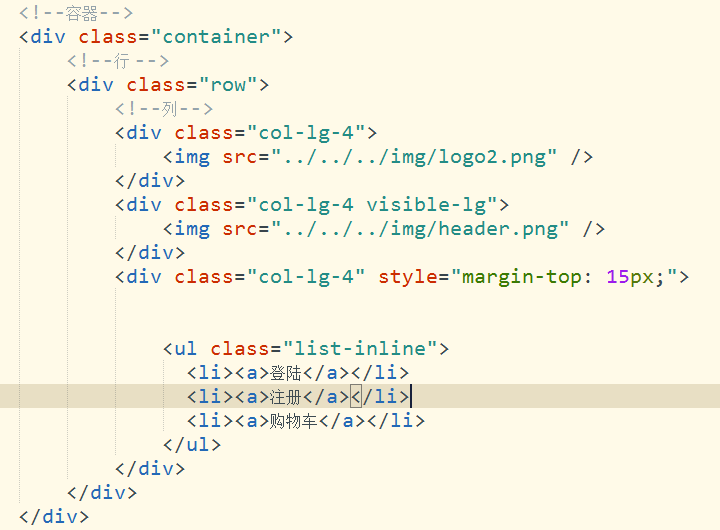 <!--容器-->
<div class="container">
<!--行 -->
<div class="row">
<!--列-->
<div class="col-lg-4">
<img src="../../../img/logo2.png" />
</div>
<div class="col-lg-4 visible-lg">
<img src="../../../img/header.png" />
</div>
<div class="col-lg-4" style="margin-top: 15px;">
<ul class="list-inline">
<li><a>登陆</a></li>
<li><a>注册</a></li>
<li><a>购物车</a></li>
</ul>
</div>
</div>
</div>